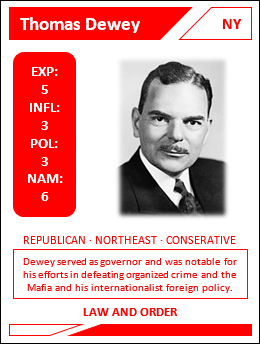 Thomas Dewey
NY
EXP:
5
INFL:
3
POL:
3
NAM:
6
REPUBLICAN · NORTHEAST · CONSERATIVE
Dewey served as governor and was notable for
his efforts in defeating organized crime and the
Mafia and his internationalist foreign policy.
LAW AND ORDER